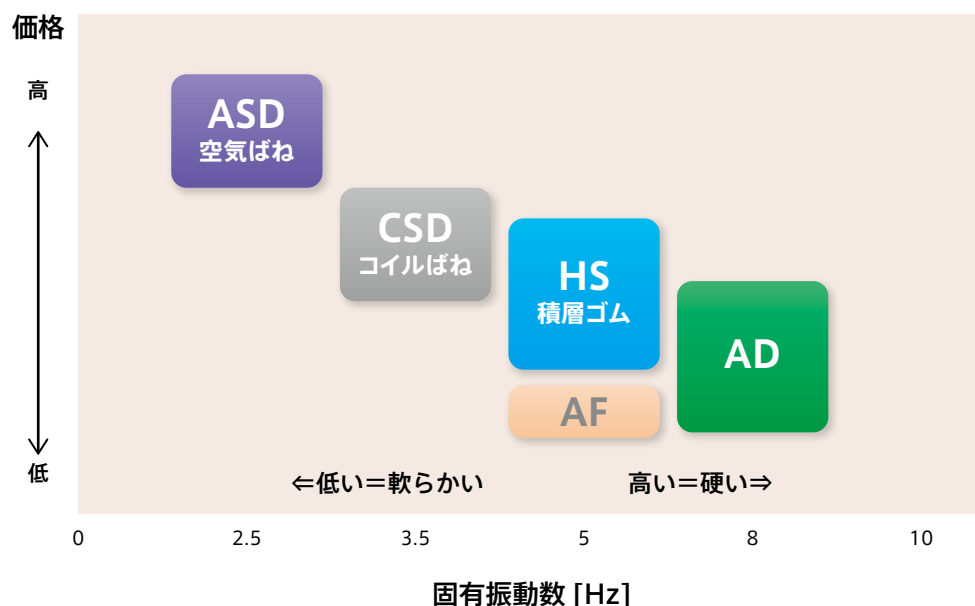 価格
高
ASD
空気ばね
CSD
コイルばね
HS
積層ゴム
AD
AF
低
⇐低い＝軟らかい
高い＝硬い⇒
0
2.5
3.5
5
8
10
固有振動数 [Hz]